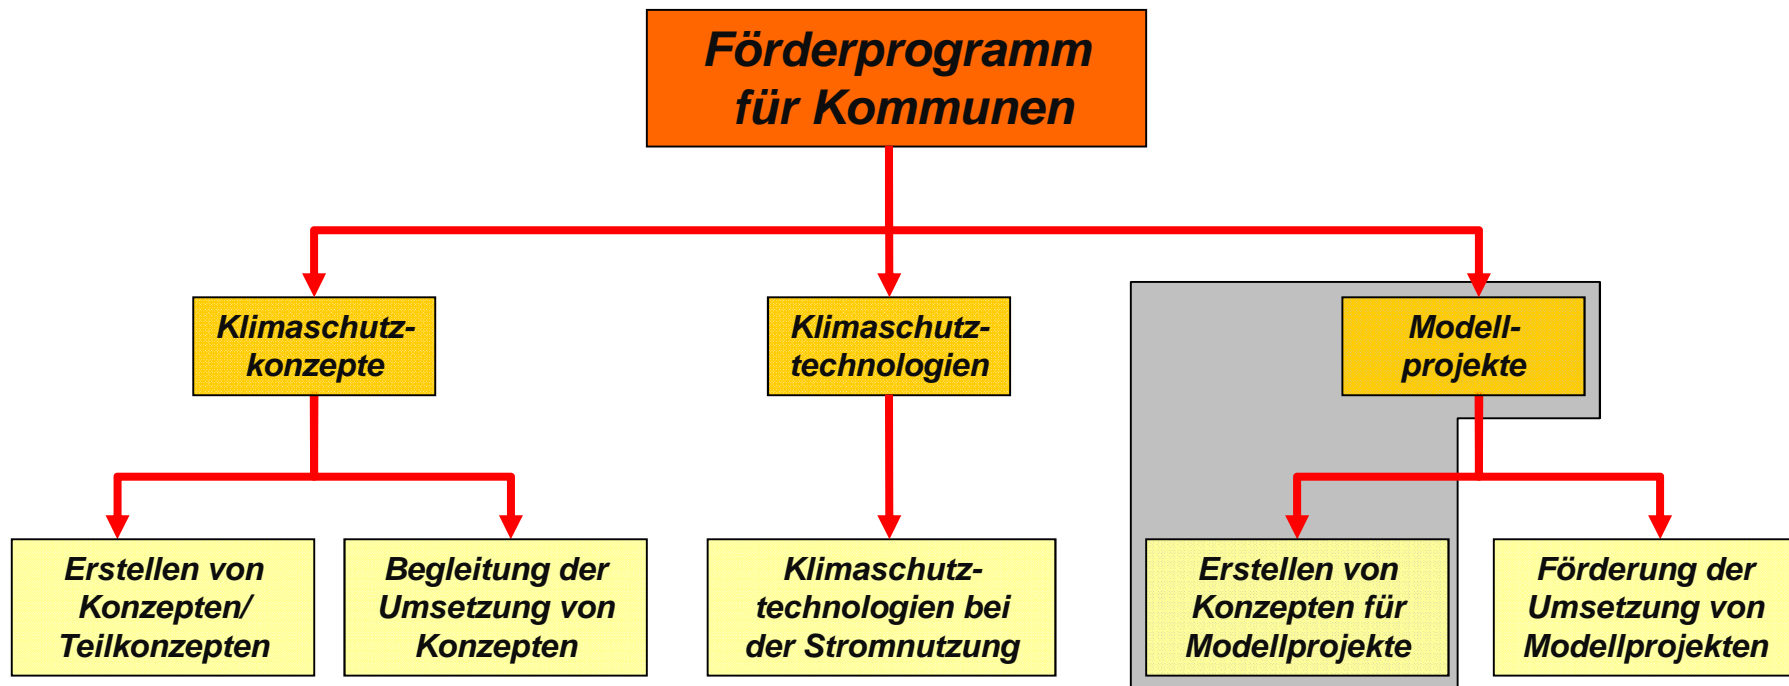 Förderprogramm
für Kommunen
Klimaschutz-
konzepte
Klimaschutz-
technologien
Modell-
projekte
Erstellen von
Konzepten/
Teilkonzepten
Begleitung der
Umsetzung von
Konzepten
Klimaschutz-
technologien bei
der Stromnutzung
Erstellen von
Konzepten für
Modellprojekte
Förderung der
Umsetzung von
Modellprojekten